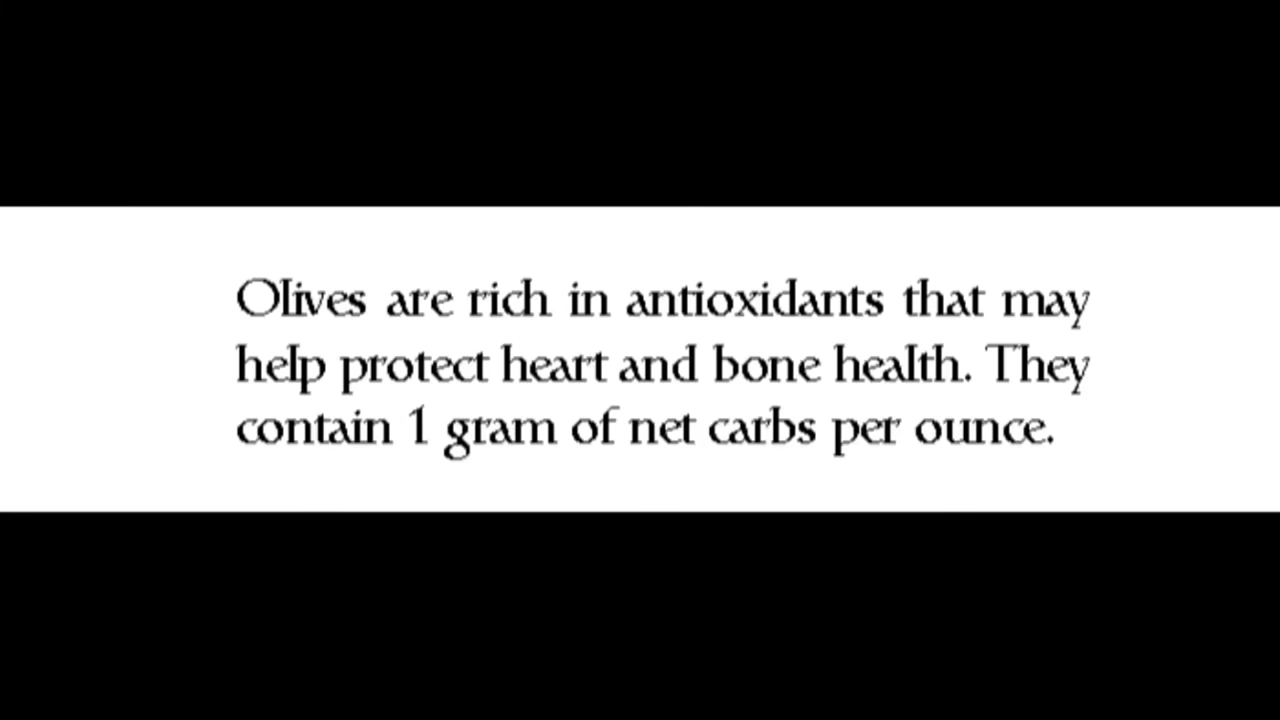 Olives are rich in antioxidants that may
help protect heart and bone health. They
contain 1 gram of net carbs per ounce.